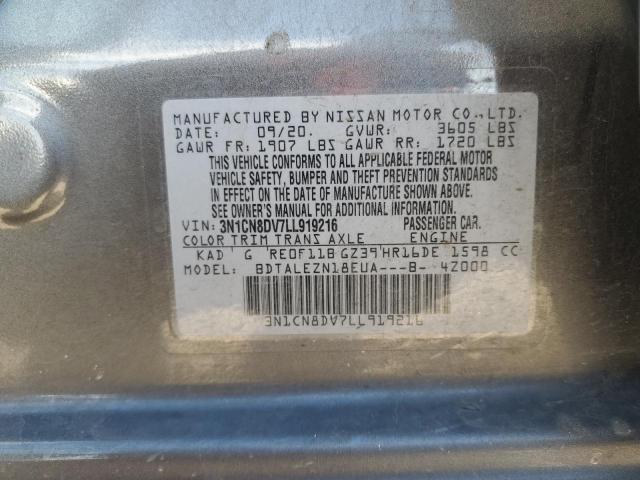 MANUFACTURED BY NISSAN MOTOR CO.,LTD.
DATE: 09/20. GVWR: 3605 LBS
GAWR FR: 1907 LBS GAWR RR: 1720 LBS
THIS VEHICLE CONFORMS TO ALL APPLICABLE FEDERAL MOTOR
VEHICLE SAFETY, BUMPER AND THEFT PREVENTION STANDARDS
IN EFFECT ON THE DATE OF MANUFACTURE SHOWN ABOVE.
SEE OWNER'S MANUAL FOR ADDITIONAL INFORMATION.
VIN: 3N1CN8DV7LL919216 PASSENGER CAR.
COLOR TRIM TRANS AXLE ENGINE
KAD G RE0F11B GZ39 HR16DE 1598 CC
MODEL: BDTALEZN18EUA---B- 4Z000
3N1CN8DV7LL919216